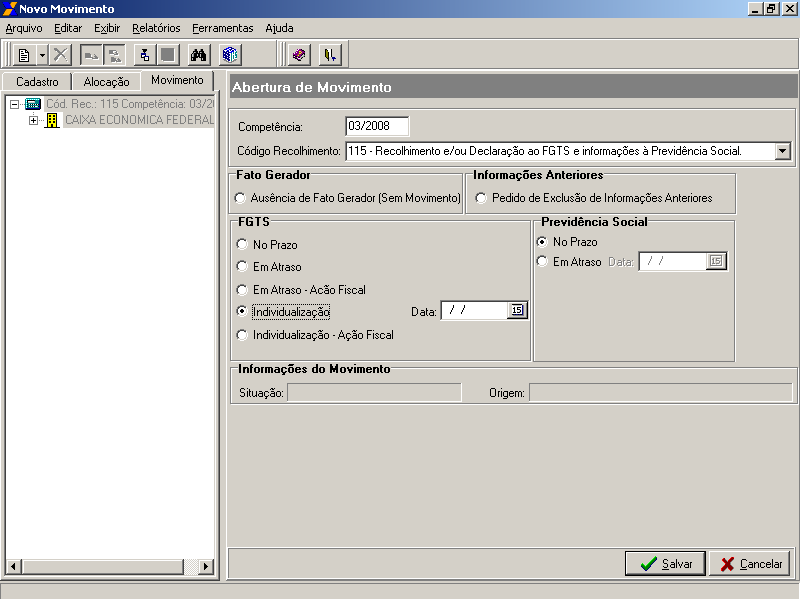 Novo Movimento
Arquivo Editar Exibir Relatórios Ferramentas Ajuda
Cadastro Alocação Movimento
Cód. Rec.: 115 Competência: 03/20
CAIXA ECONOMICA FEDERAL
Abertura de Movimento
Competência: 03/2008
Código Recolhimento: 115 - Recolhimento e/ou Declaração ao FGTS e informações à Previdência Social.
Fato Gerador
Ausência de Fato Gerador (Sem Movimento)
Informações Anteriores
Pedido de Exclusão de Informações Anteriores
FGTS
No Prazo
Em Atraso
Em Atraso - Acão Fiscal
Individualização Data: / / 15
Individualização - Ação Fiscal
Previdência Social
No Prazo
Em Atraso Data: / / 15
Informações do Movimento
Situação: Origem:
Salvar Cancelar